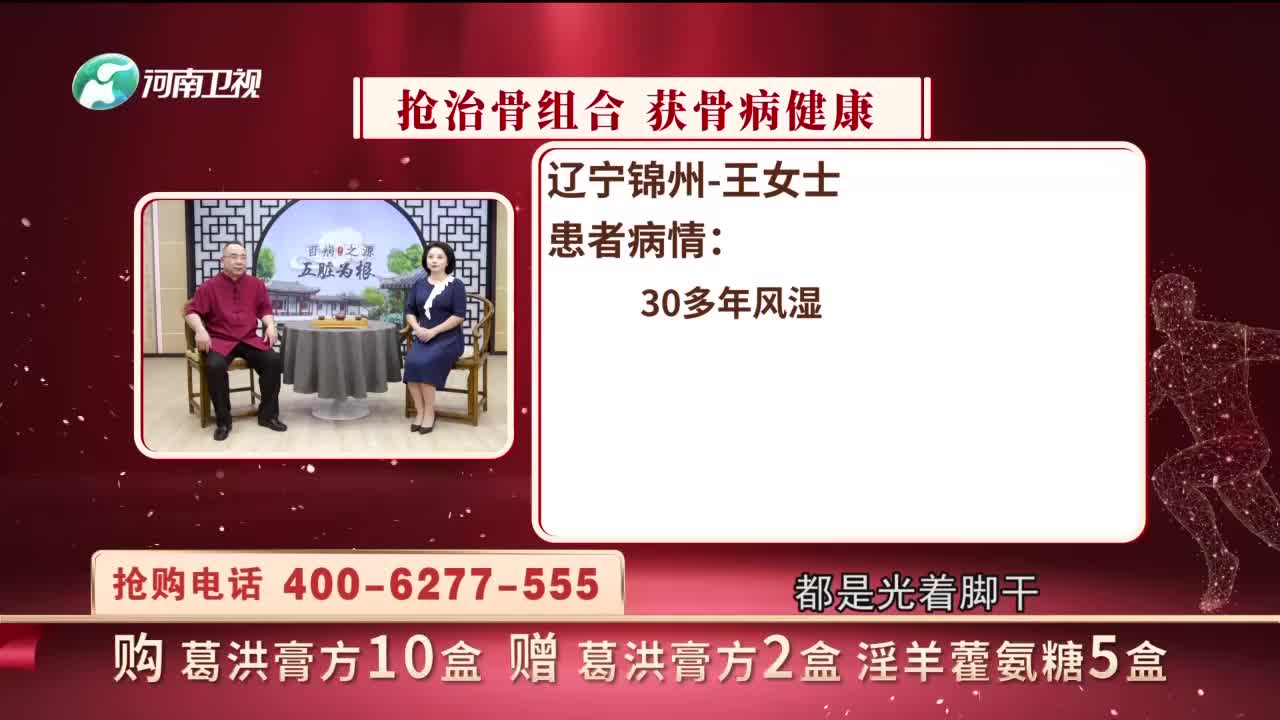 河南卫视
抢治骨组合 获骨病健康
辽宁锦州-王女士
患者病情：
30多年风湿
百病之源
五脏为根
抢购电话 400-6277-555
都是光着脚干
购 葛洪膏方10盒 赠 葛洪膏方2盒 淫羊藿氨糖5盒